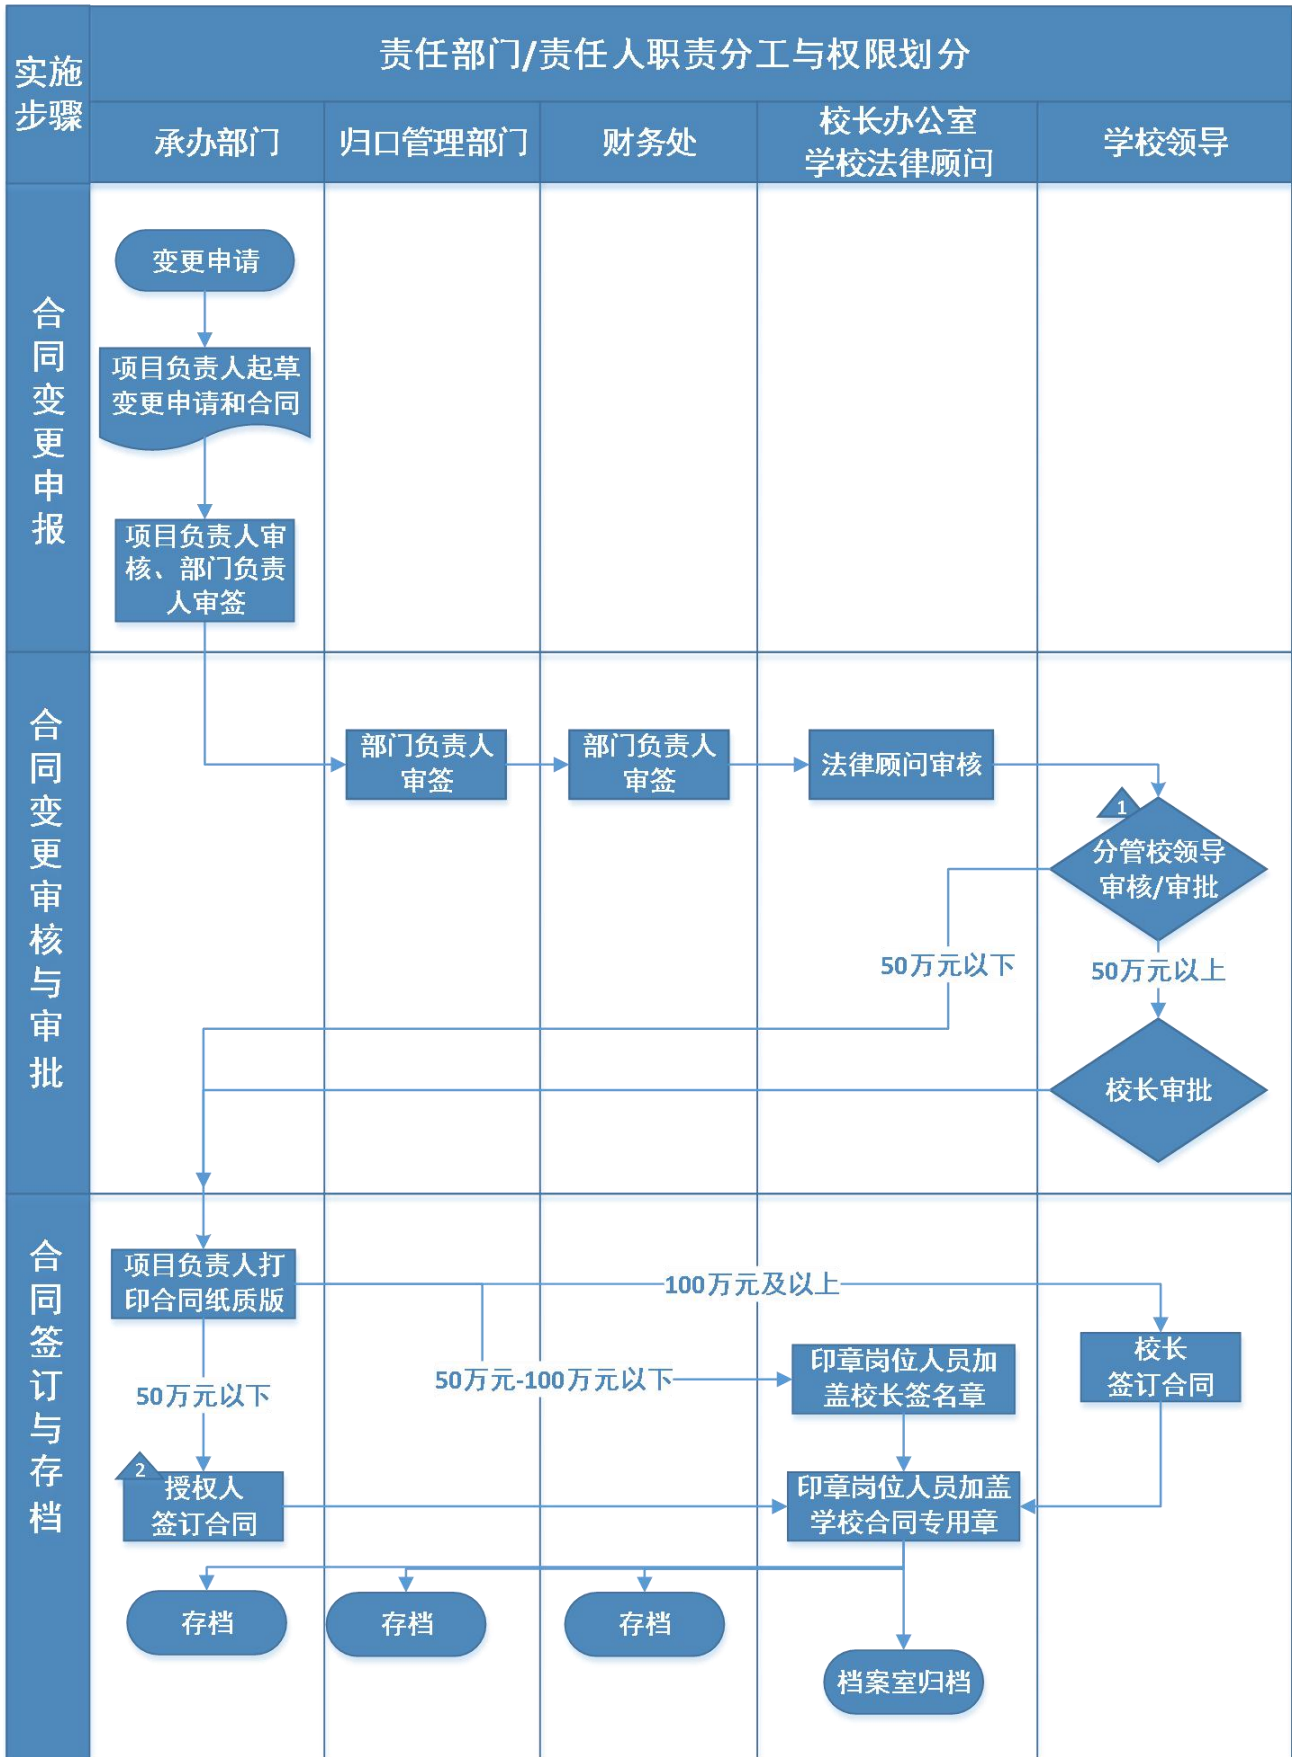 实施
步骤
责任部门/责任人职责分工与权限划分
承办部门
归口管理部门
财务处
校长办公室
学校法律顾问
学校领导
合同变更申报
变更申请
项目负责人起草
变更申请和合同
项目负责人审
核、部门负责
人审签
合同变更审核与审批
部门负责人
审签
部门负责人
审签
法律顾问审核
1
分管校领导
审核/审批
50万元以下
50万元以上
校长审批
合同签订与存档
项目负责人打
印合同纸质版
100万元及以上
50万元-100万元以下
50万元以下
印章岗位人员加
盖校长签名章
校长
签订合同
2
授权人
签订合同
印章岗位人员加盖
学校合同专用章
存档
存档
存档
档案室归档